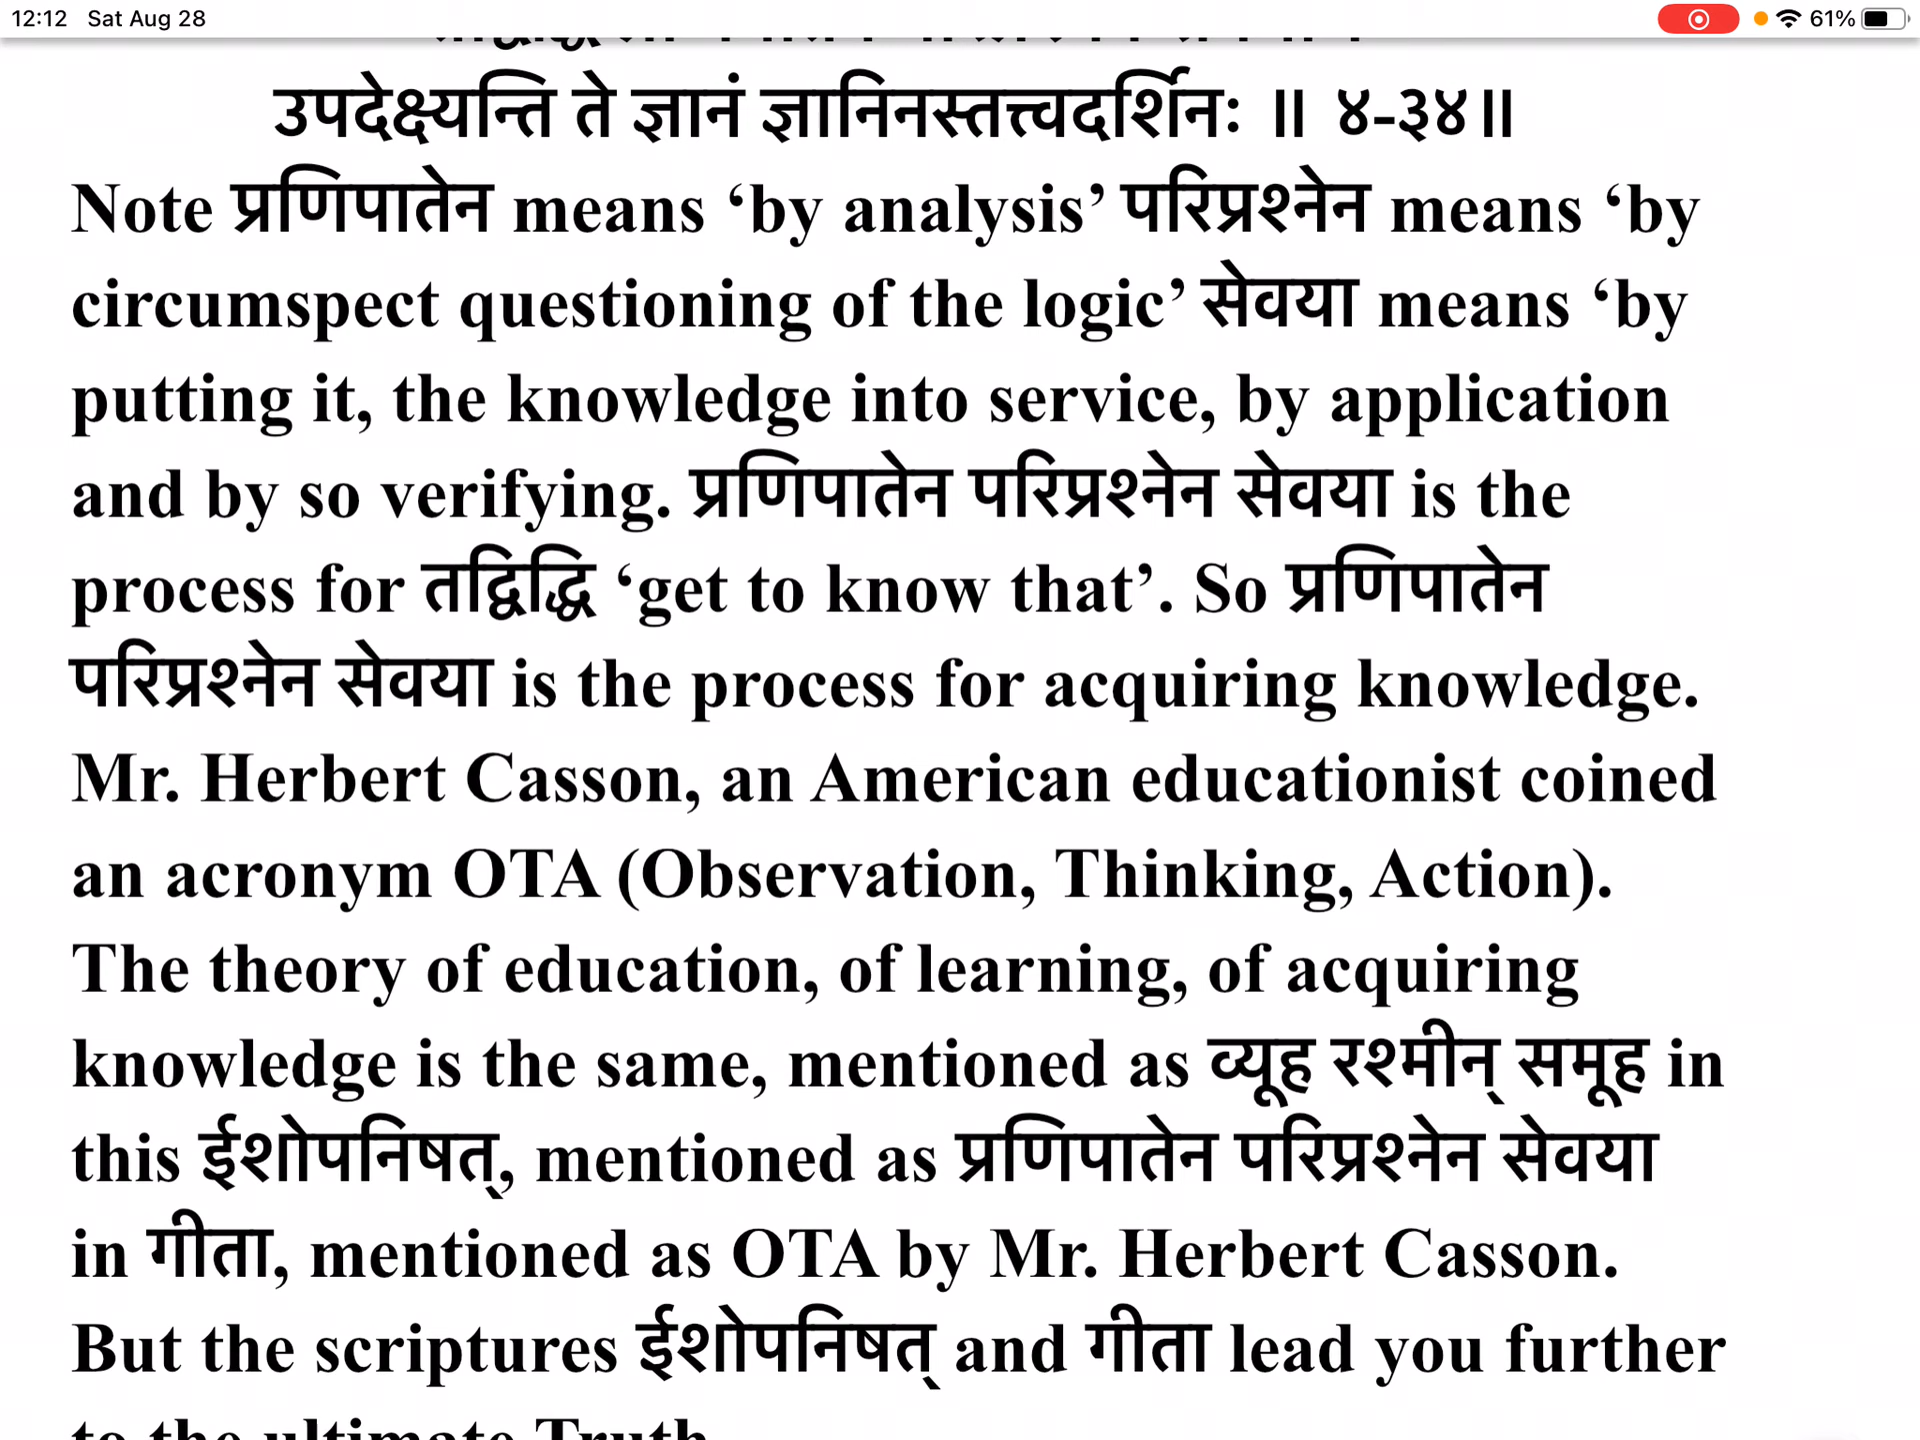 12:12 Sat Aug 28 61%
उपदेक्ष्यन्ति ते ज्ञानं ज्ञानिनस्तत्त्वदर्शिनः ॥ ४-३४॥
Note प्रणिपातेन means ‘by analysis’ परिप्रश्नेन means ‘by
circumspect questioning of the logic’ सेवया means ‘by
putting it, the knowledge into service, by application
and by so verifying. प्रणिपातेन परिप्रश्नेन सेवया is the
process for तद्विद्धि ‘get to know that’. So प्रणिपातेन
परिप्रश्नेन सेवया is the process for acquiring knowledge.
Mr. Herbert Casson, an American educationist coined
an acronym OTA (Observation, Thinking, Action).
The theory of education, of learning, of acquiring
knowledge is the same, mentioned as व्यूह रश्मीन् समूह in
this ईशोपनिषत्, mentioned as प्रणिपातेन परिप्रश्नेन सेवया
in गीता, mentioned as OTA by Mr. Herbert Casson.
But the scriptures ईशोपनिषत् and गीता lead you further
to the ultimate Truth